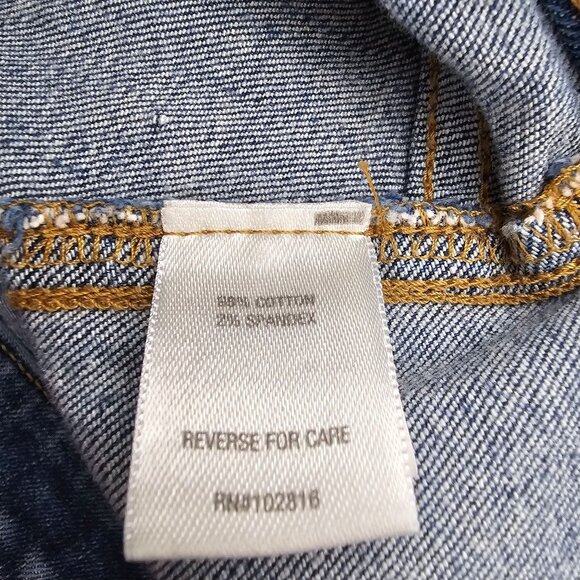 98% COTTON
2% SPANDEX
REVERSE FOR CARE
RN#102816